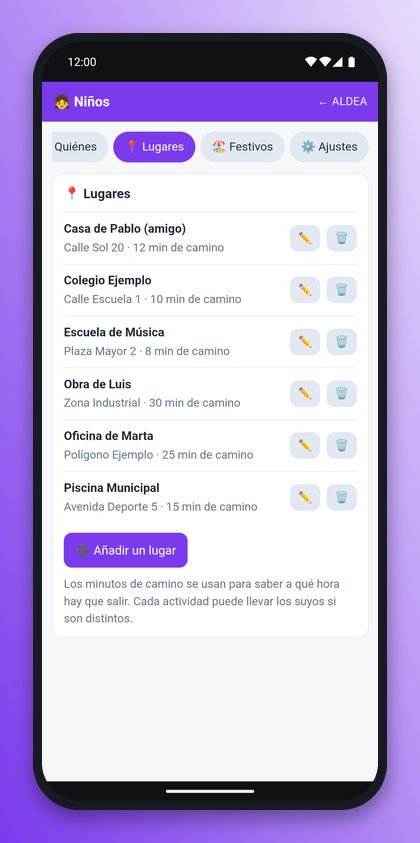 12:00
👧 Niños
← ALDEA
Quiénes
📍 Lugares
🏖️ Festivos
⚙️ Ajustes
📍 Lugares
Casa de Pablo (amigo)
Calle Sol 20 · 12 min de camino
Colegio Ejemplo
Calle Escuela 1 · 10 min de camino
Escuela de Música
Plaza Mayor 2 · 8 min de camino
Obra de Luis
Zona Industrial · 30 min de camino
Oficina de Marta
Polígono Ejemplo · 25 min de camino
Piscina Municipal
Avenida Deporte 5 · 15 min de camino
➕ Añadir un lugar
Los minutos de camino se usan para saber a qué hora
hay que salir. Cada actividad puede llevar los suyos si
son distintos.